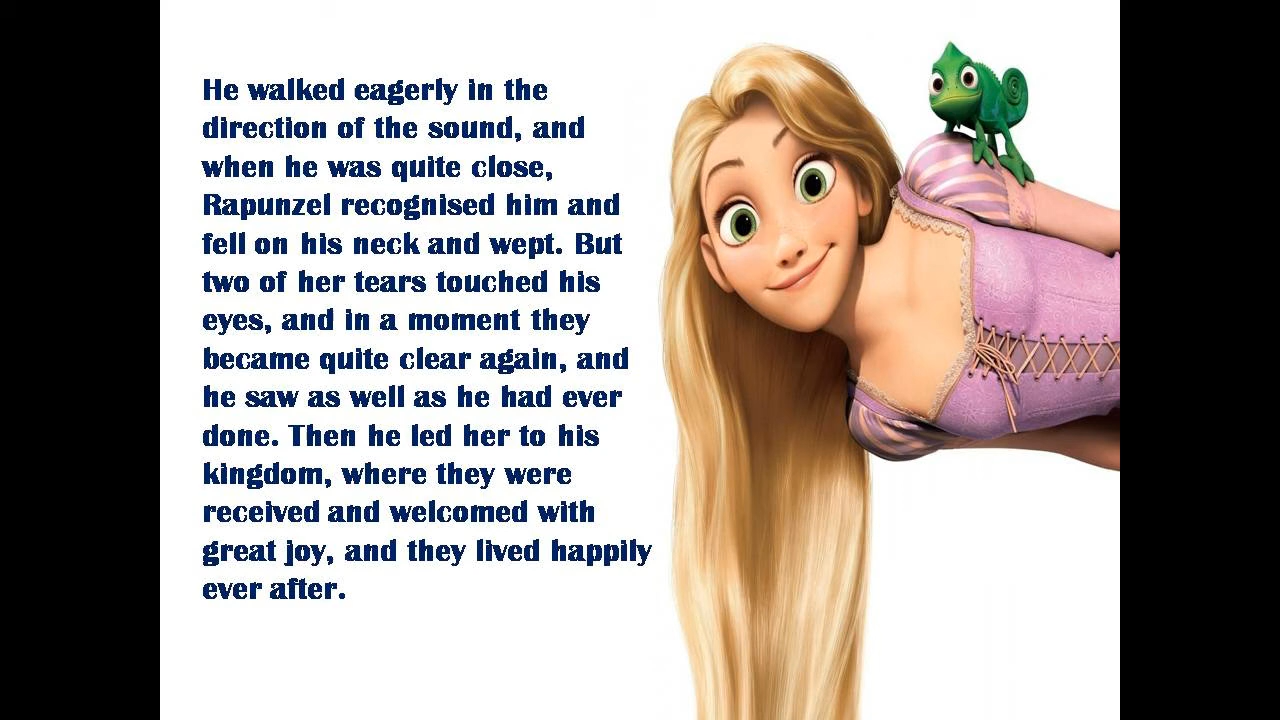 He walked eagerly in the
direction of the sound, and
when he was quite close,
Rapunzel recognised him and
fell on his neck and wept. But
two of her tears touched his
eyes, and in a moment they
became quite clear again, and
he saw as well as he had ever
done. Then he led her to his
kingdom, where they were
received and welcomed with
great joy, and they lived happily
ever after.